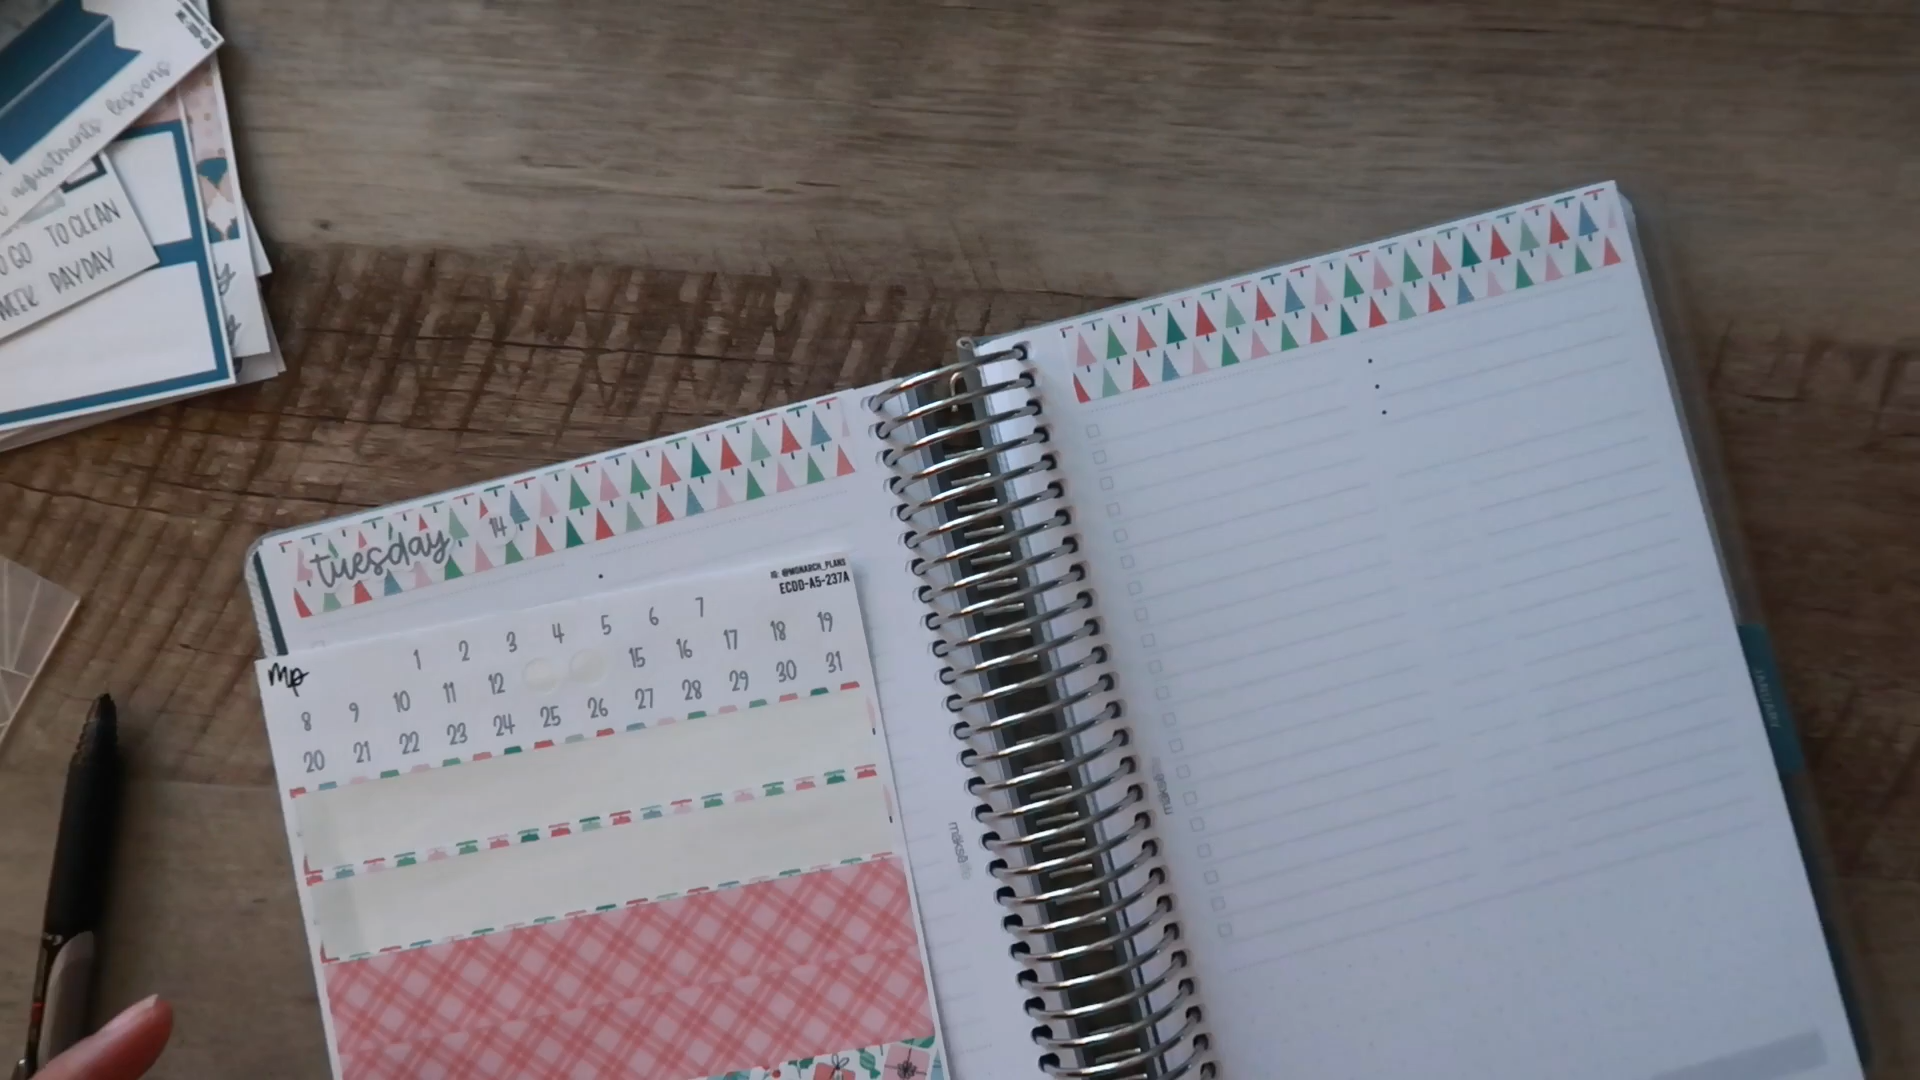 lessons
adjustments
TO CLEAN
GO
PAYDAY
WEEK
tuesday 14
IG: @MONARCH_PLANS
ECDD-A5-237A
mp
1 2 3 4 5 6 7
8 9 10 11 12 15 16 17 18 19
20 21 22 23 24 25 26 27 28 29 30 31
JANUARY